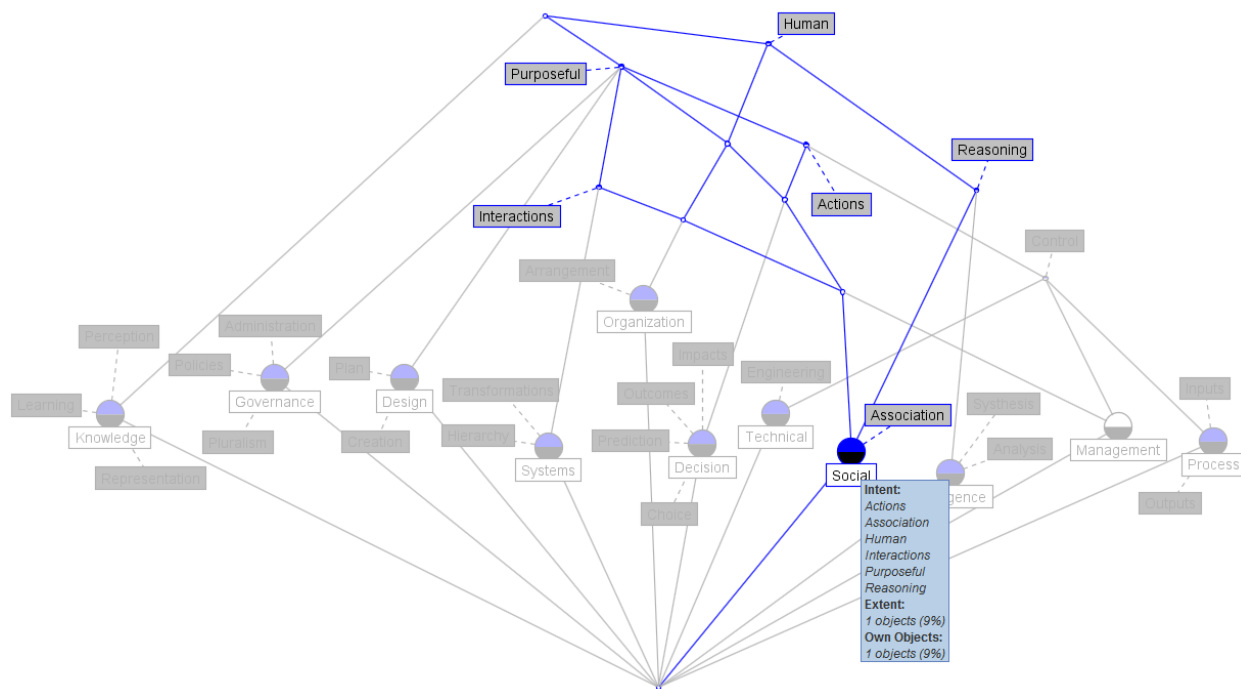 Human
Purposeful
Reasoning
Actions
Interactions
Control
Arrangement
Organization
Administration
Perception
Impacts
Policies
Plan
Engineering
Inputs
Transformations
Outcomes
Governance
Design
Systhesis
Learning
Association
Knowledge
Technical
Pluralism
Creation
Hierarchy
Prediction
Analysis
Management
Representation
Systems
Decision
Process
Social
gence
Choice
Outputs
Intent:
Actions
Association
Human
Interactions
Purposeful
Reasoning
Extent:
1 objects (9%)
Own Objects:
1 objects (9%)